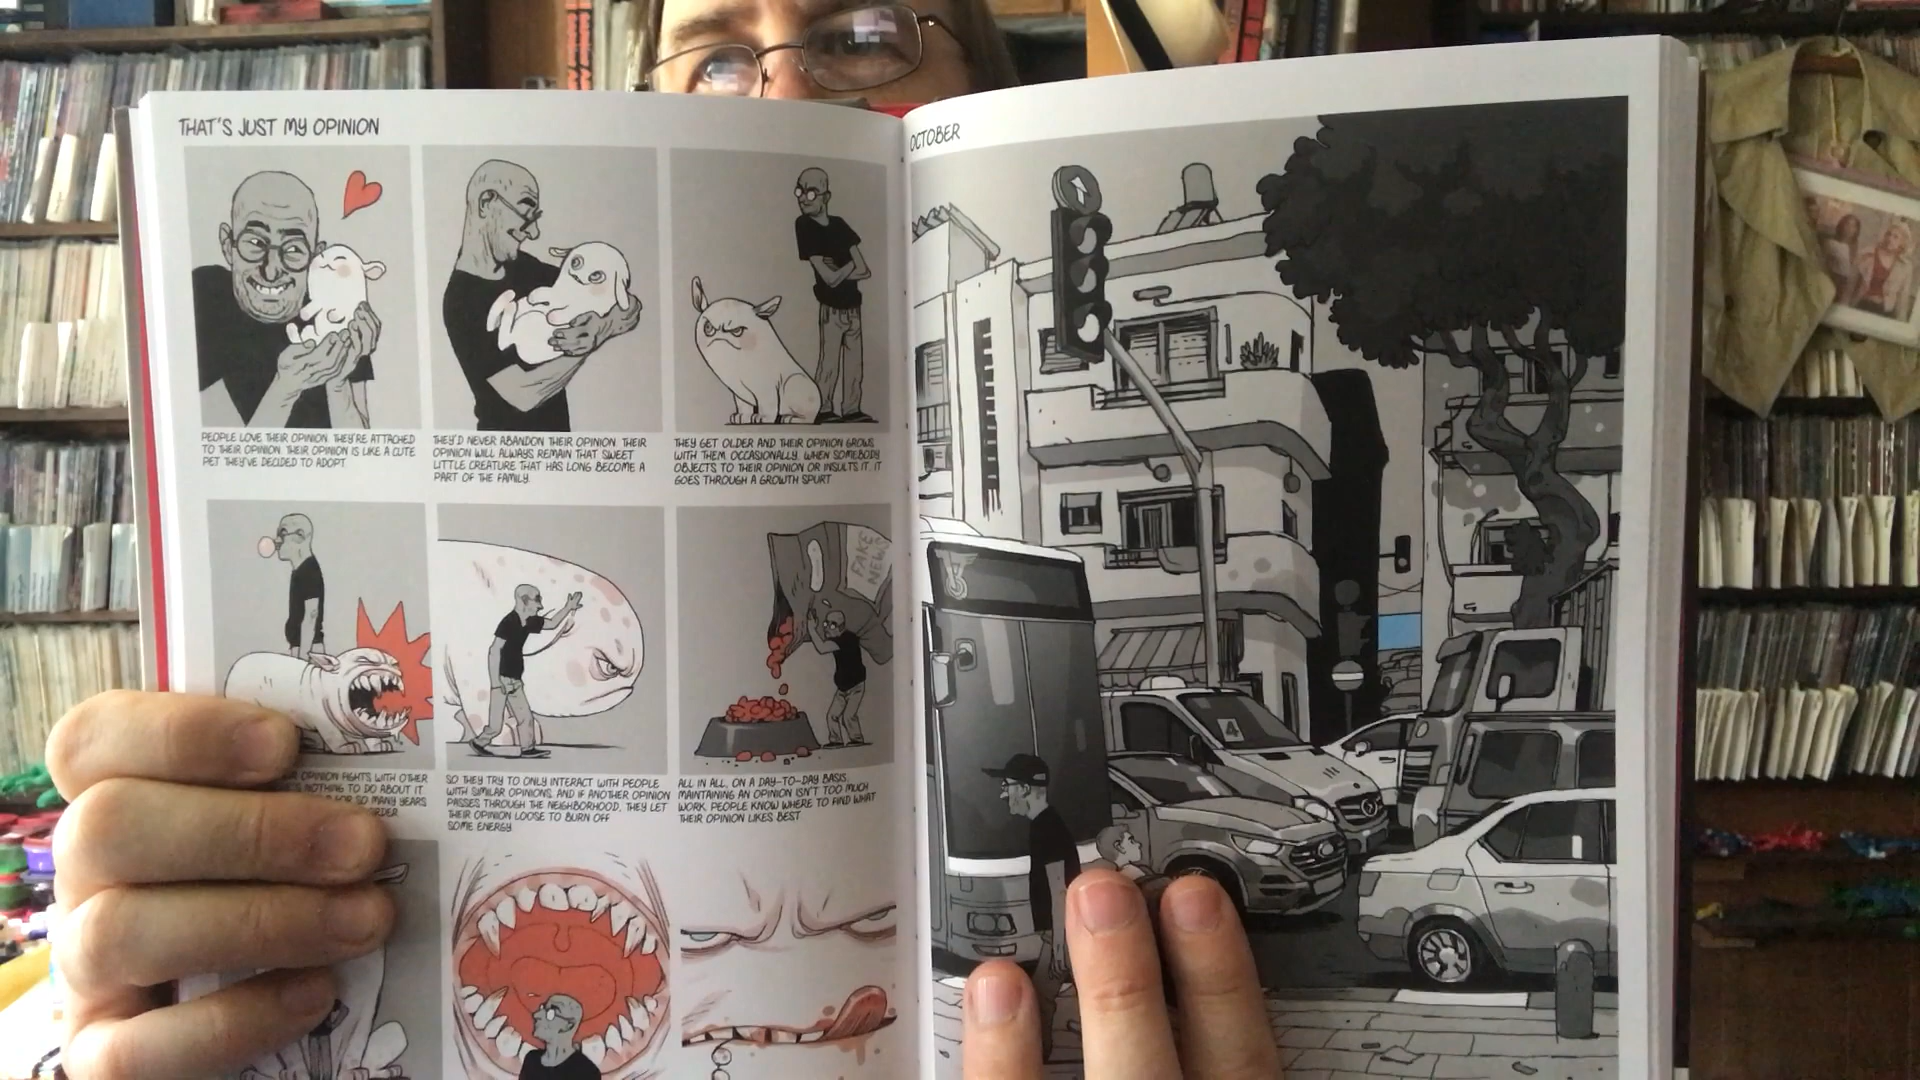 THAT'S JUST MY OPINION
PEOPLE LOVE THEIR OPINION. THEY'RE ATTACHED
TO THEIR OPINION. THEIR OPINION IS LIKE A CUTE
PET THEY'VE DECIDED TO ADOPT.
THEY'D NEVER ABANDON THEIR OPINION. THEIR
OPINION WILL ALWAYS REMAIN THAT SWEET
LITTLE CREATURE THAT HAS LONG BECOME A
PART OF THE FAMILY.
THEY GET OLDER AND THEIR OPINION GROWS
WITH THEM. OCCASIONALLY, WHEN SOMEBODY
OBJECTS TO THEIR OPINION OR INSULTS IT, IT
GOES THROUGH A GROWTH SPURT
FAKE
NEWS
OPINION FIGHTS WITH OTHER
NOTHING TO DO ABOUT IT.
FOR SO MANY YEARS
ORDER
SO THEY TRY TO ONLY INTERACT WITH PEOPLE
WITH SIMILAR OPINIONS. AND IF ANOTHER OPINION
PASSES THROUGH THE NEIGHBORHOOD, THEY LET
THEIR OPINION LOOSE TO BURN OFF
SOME ENERGY
ALL IN ALL, ON A DAY-TO-DAY BASIS,
MAINTAINING AN OPINION ISN'T TOO MUCH
WORK. PEOPLE KNOW WHERE TO FIND WHAT
THEIR OPINION LIKES BEST
OCTOBER
4